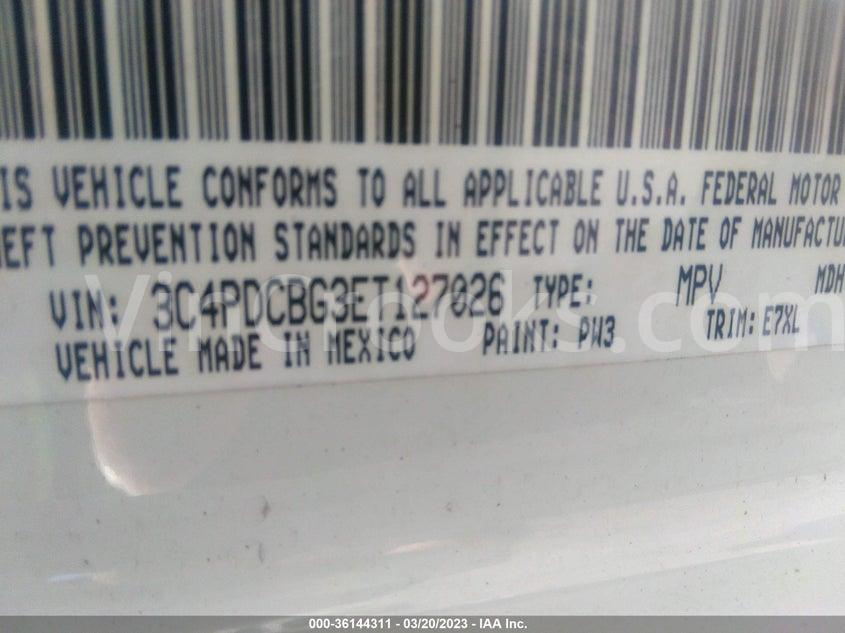 IS VEHICLE CONFORMS TO ALL APPLICABLE U.S.A. FEDERAL MOTOR
EFT PREVENTION STANDARDS IN EFFECT ON THE DATE OF MANUFACTU
VIN: 3C4PDCBG3ET127026 TYPE: MPV MDH
VEHICLE MADE IN MEXICO PAINT: PW3 TRIM: E7XL
VinCrooks.com
000-36144311 - 03/20/2023 - IAA Inc.